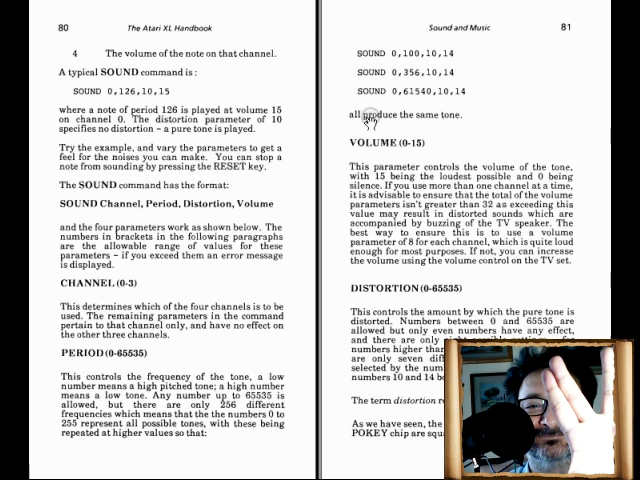 80 The Atari XL Handbook
4 The volume of the note on that channel.
A typical SOUND command is :
SOUND 0,126,10,15
where a note of period 126 is played at volume 15
on channel 0. The distortion parameter of 10
specifies no distortion – a pure tone is played.
Try the example, and vary the parameters to get a
feel for the noises you can make. You can stop a
note from sounding by pressing the RESET key.
The SOUND command has the format:
SOUND Channel, Period, Distortion, Volume
and the four parameters work as shown below. The
numbers in brackets in the following paragraphs
are the allowable range of values for these
parameters – if you exceed them an error message
is displayed.
CHANNEL (0-3)
This determines which of the four channels is to be
used. The remaining parameters in the command
pertain to that channel only, and have no effect on
the other three channels.
PERIOD (0-65535)
This controls the frequency of the tone, a low
number means a high pitched tone; a high number
means a low tone. Any number up to 65535 is
allowed, but there are only 256 different
frequencies which means that the numbers 0 to
255 represent all possible tones, with these being
repeated at higher values so that:
Sound and Music 81
SOUND 0,100,10,14
SOUND 0,356,10,14
SOUND 0,61540,10,14
all produce the same tone.
VOLUME (0-15)
This parameter controls the volume of the tone,
with 15 being the loudest possible and 0 being
silence. If you use more than one channel at a time,
it is advisable to ensure that the total of the volume
parameters isn't greater than 32 as exceeding this
value may result in distorted sounds which are
accompanied by buzzing of the TV speaker. The
best way to ensure this is to use a volume
parameter of 8 for each channel, which is quite loud
enough for most purposes. If not, you can increase
the volume using the volume control on the TV set.
DISTORTION (0-65535)
This controls the amount by which the pure tone is
distorted. Numbers between 0 and 65535 are
allowed but only even numbers have any effect,
and there are only
numbers higher
are only seven
selected by the
numbers 10 and 14
The term distortion
As we have seen, the
POKEY chip are